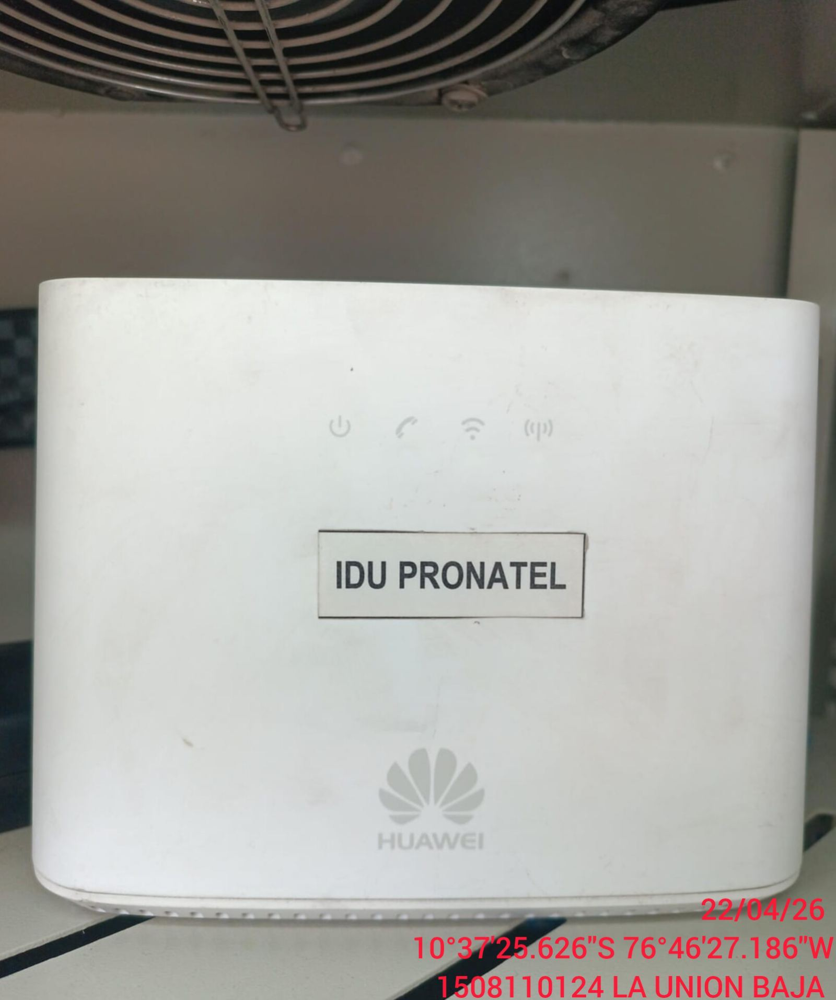 IDU PRONATEL
HUAWEI
22/04/26
10°37'25.626"S 76°46'27.186"W
1508110124 LA UNION BAJA